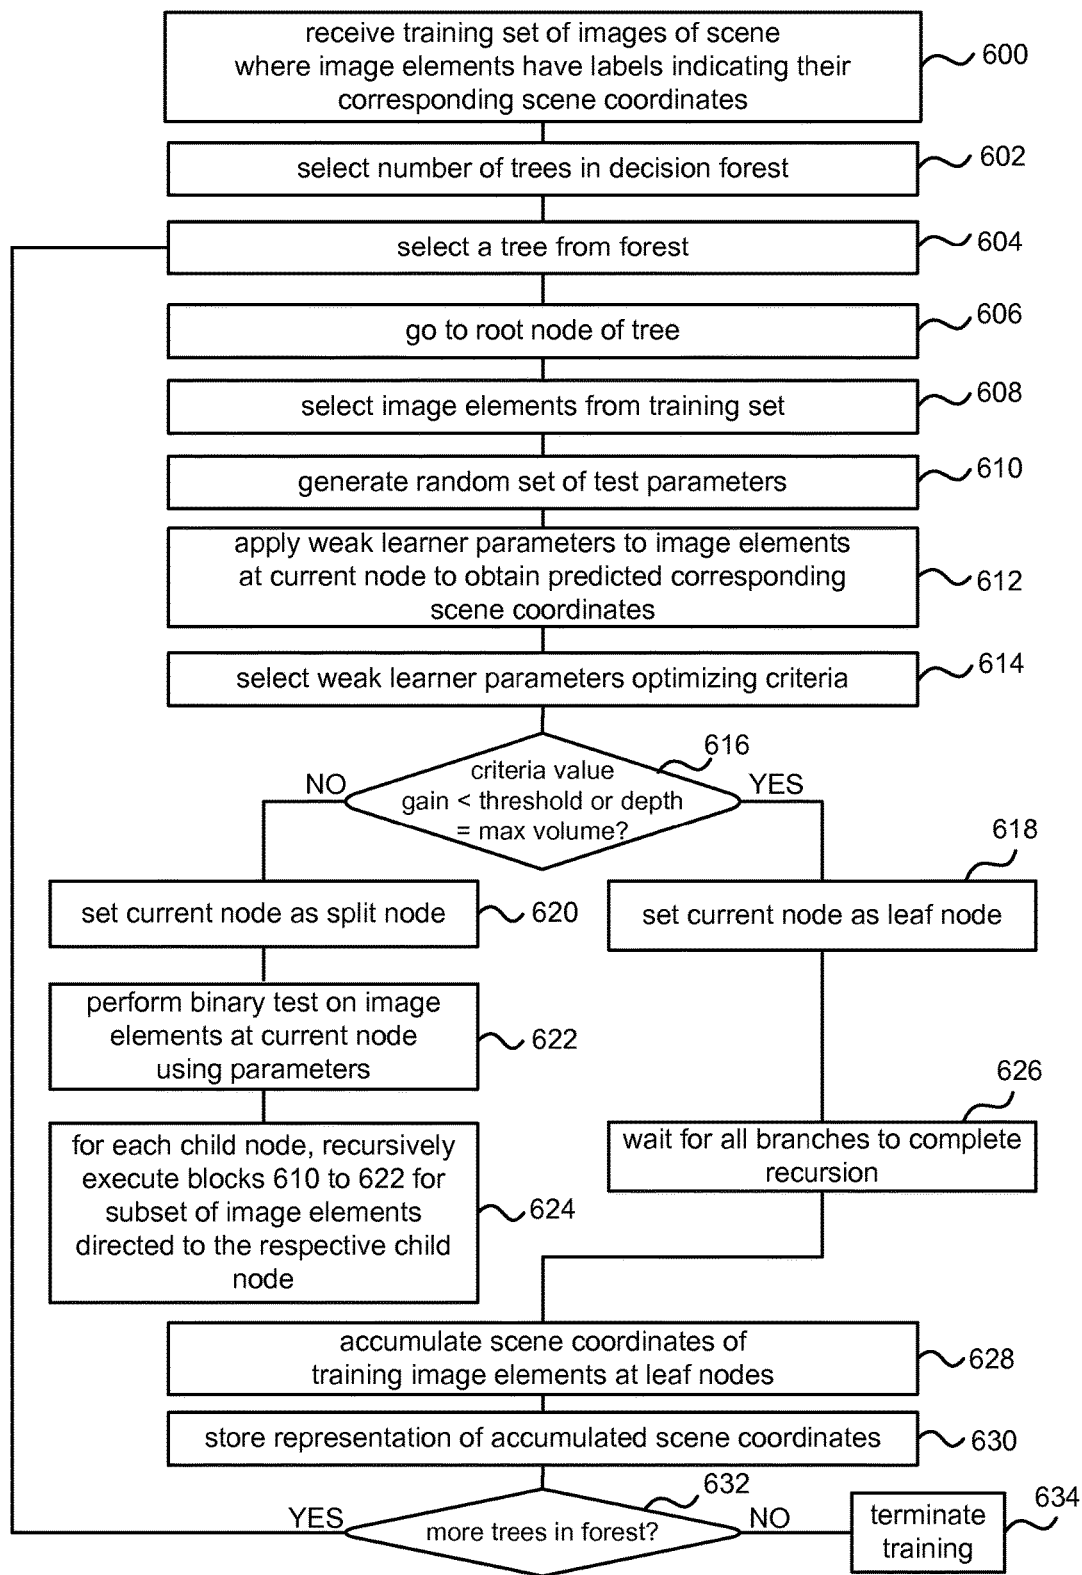 receive training set of images of scene
where image elements have labels indicating their
corresponding scene coordinates
600
select number of trees in decision forest
602
select a tree from forest
604
go to root node of tree
606
select image elements from training set
608
generate random set of test parameters
610
apply weak learner parameters to image elements
at current node to obtain predicted corresponding
scene coordinates
612
select weak learner parameters optimizing criteria
614
616
criteria value
gain < threshold or depth
= max volume?
NO
YES
618
set current node as split node
620
set current node as leaf node
perform binary test on image
elements at current node
using parameters
622
626
for each child node, recursively
execute blocks 610 to 622 for
subset of image elements
directed to the respective child
node
624
wait for all branches to complete
recursion
accumulate scene coordinates of
training image elements at leaf nodes
628
store representation of accumulated scene coordinates
630
632
YES
more trees in forest?
NO
terminate
training
634